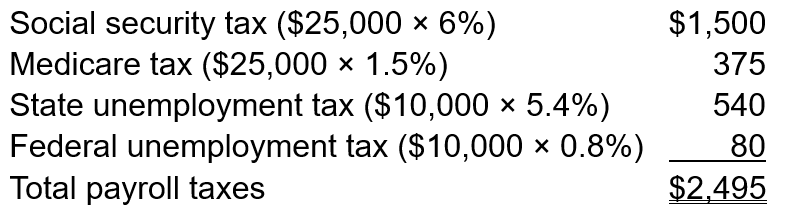 Social security tax ($25,000 × 6%) $1,500
Medicare tax ($25,000 × 1.5%) 375
State unemployment tax ($10,000 × 5.4%) 540
Federal unemployment tax ($10,000 × 0.8%) 80
Total payroll taxes $2,495